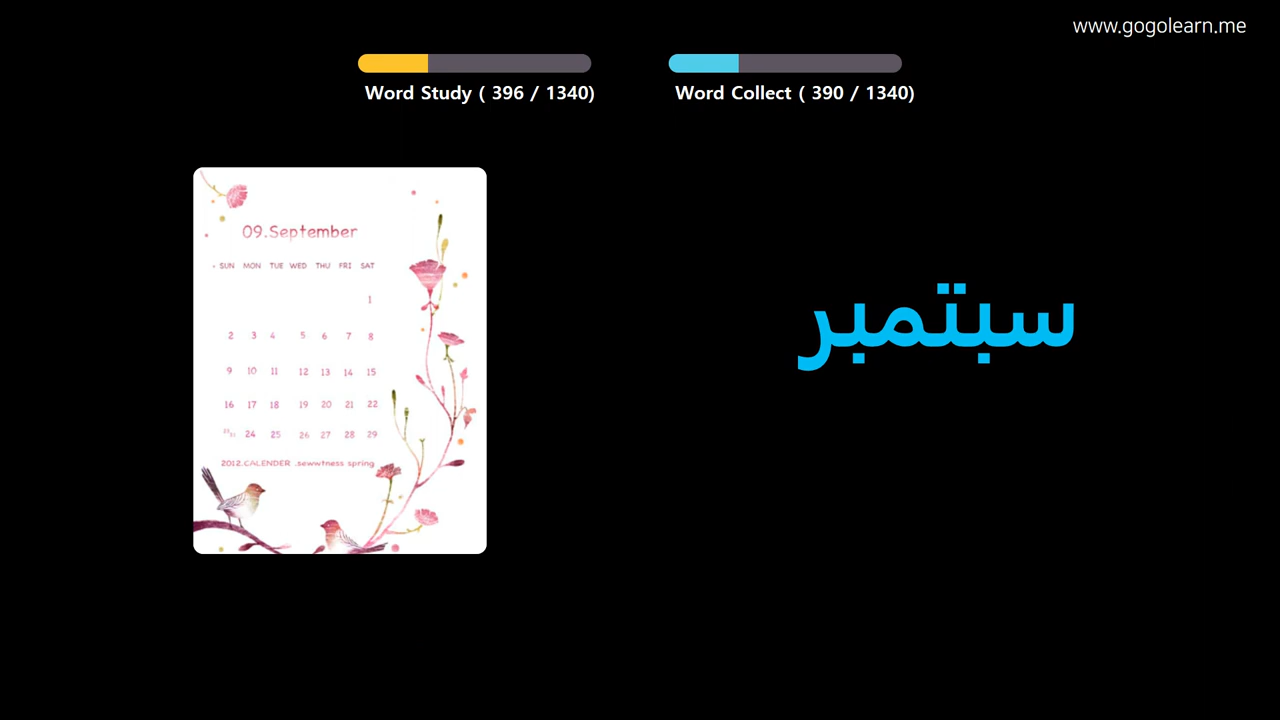 www.gogolearn.me
Word Study ( 396 / 1340)
Word Collect ( 390 / 1340)
09.September
SUN MON TUE WED THU FRI SAT
1
2 3 4 5 6 7 8
9 10 11 12 13 14 15
16 17 18 19 20 21 22
24 25 26 27 28 29
2012.CALENDER .sewwtness spring
سبتمبر